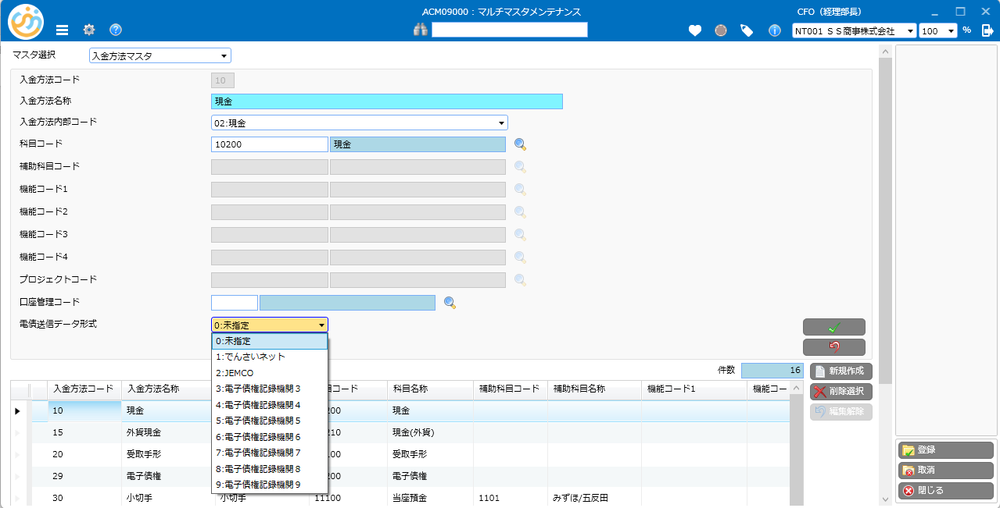 ACM09000：マルチマスタメンテナンス
CFO（経理部長）
NT001 ＳＳ商事株式会社
100
%
マスタ選択
入金方法マスタ
入金方法コード
10
入金方法名称
現金
入金方法内部コード
02:現金
科目コード
10200
現金
補助科目コード
機能コード1
機能コード2
機能コード3
機能コード4
プロジェクトコード
口座管理コード
電債送信データ形式
0:未指定
0:未指定
1:でんさいネット
2:JEMCO
3:電子債権記録機関３
4:電子債権記録機関４
5:電子債権記録機関５
6:電子債権記録機関６
7:電子債権記録機関７
8:電子債権記録機関８
9:電子債権記録機関９
件数
16
新規作成
削除選択
編集解除
入金方法コード 入金方法名称 目コード 科目名称 補助科目コード 補助科目名称 機能コード1 機能コー
10 現金 200 現金
15 外貨現金 210 現金(外貨)
20 受取手形 100 受取手形
29 電子債権 200 電子債権
30 小切手 小切手 11100 当座預金 1101 みずほ/五反田
登録
取消
閉じる